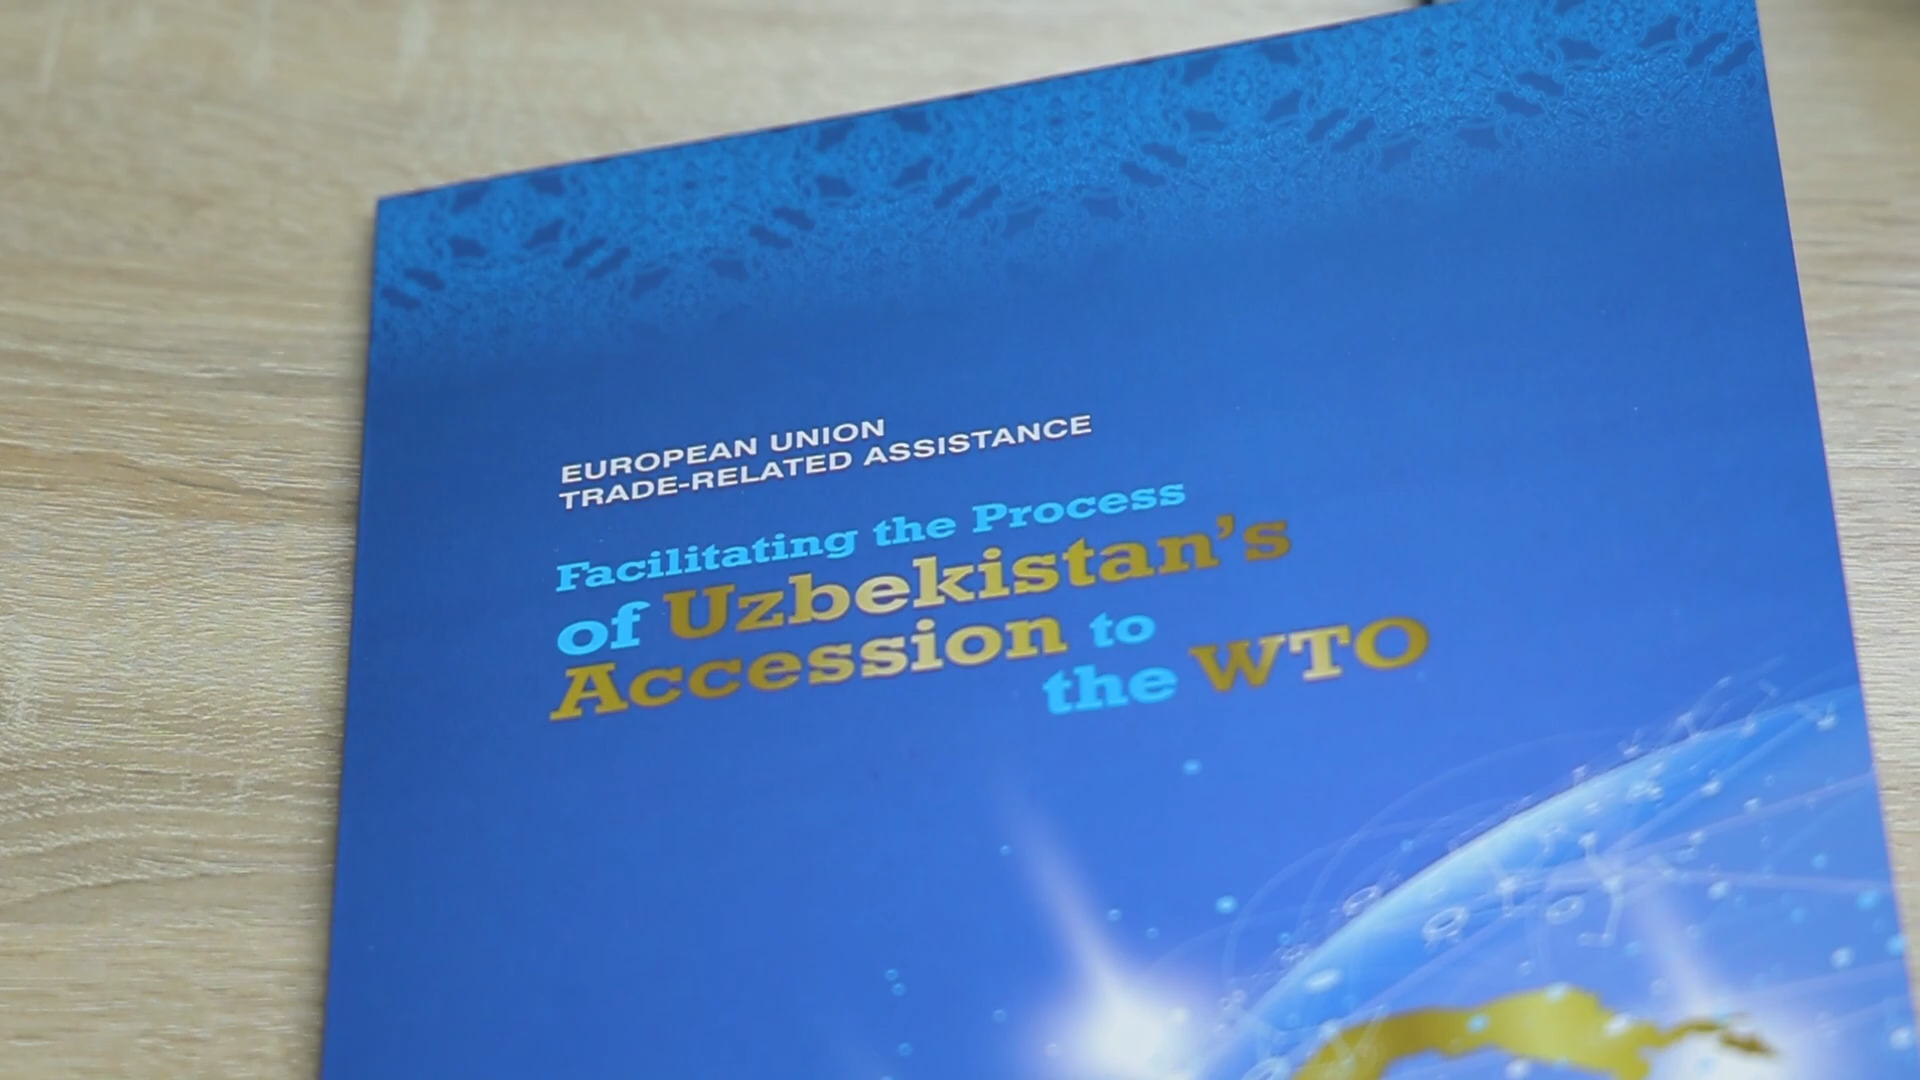 EUROPEAN UNION
TRADE-RELATED ASSISTANCE
Facilitating the Process
of Uzbekistan's
Accession to
the WTO